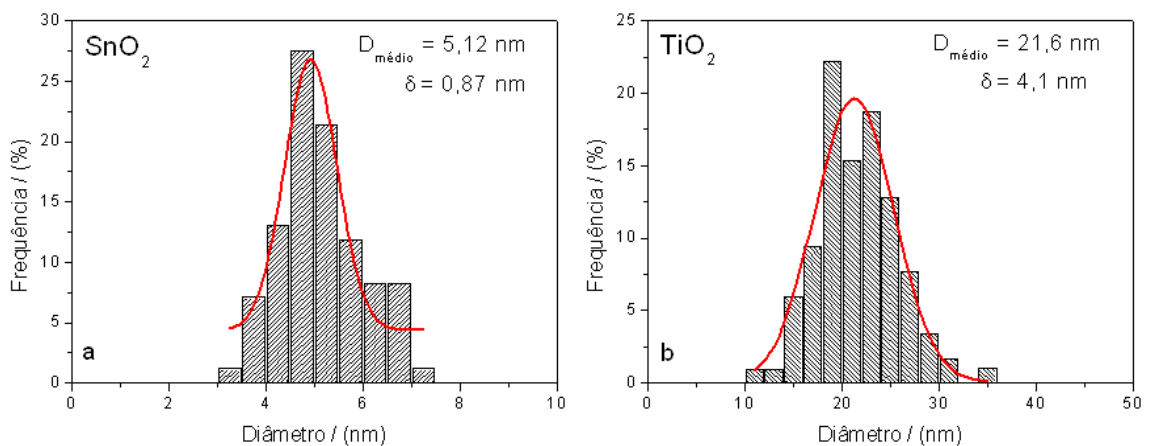 SnO₂
D_médio = 5,12 nm
δ = 0,87 nm
30
25
20
15
10
5
0
Frequência / (%)
a
0 2 4 6 8 10
Diâmetro / (nm)
TiO₂
D_médio = 21,6 nm
δ = 4,1 nm
25
20
15
10
5
0
Frequência / (%)
b
0 10 20 30 40 50
Diâmetro / (nm)